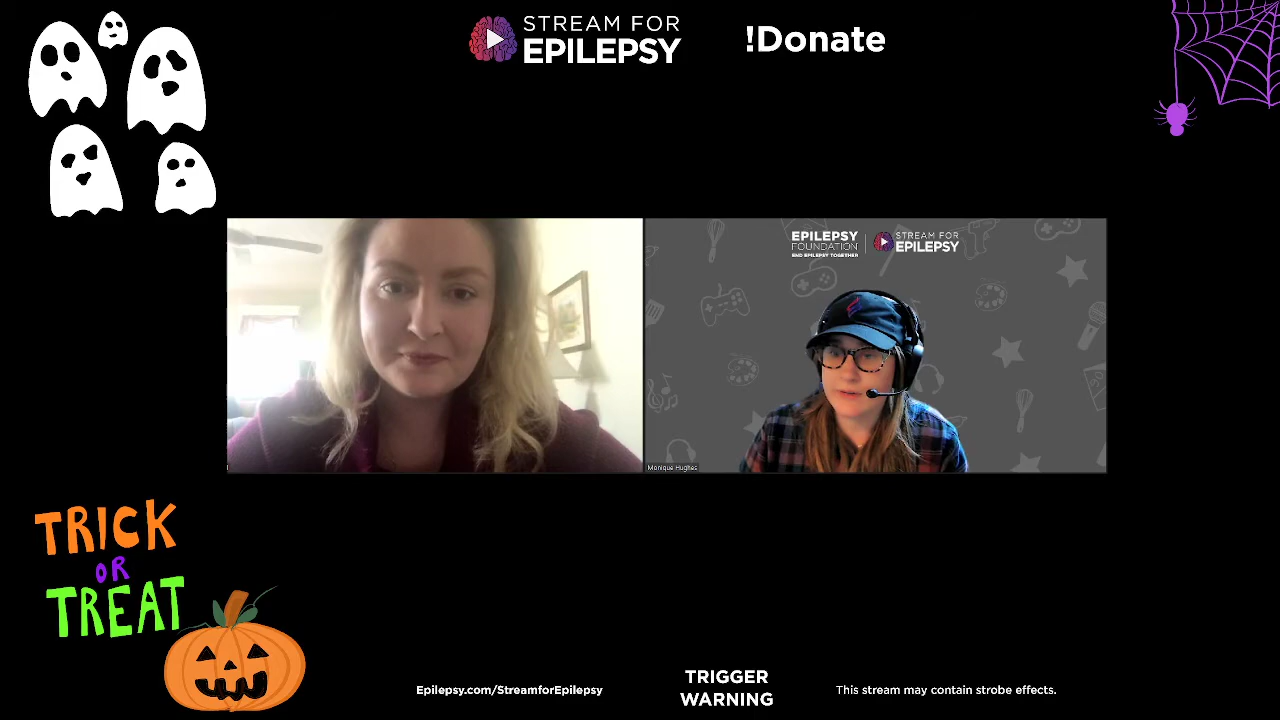 STREAM FOR
EPILEPSY
!Donate
EPILEPSY
FOUNDATION
END EPILEPSY TOGETHER
STREAM FOR
EPILEPSY
Monique Hughes
TRICK
OR
TREAT
Epilepsy.com/StreamforEpilepsy
TRIGGER
WARNING
This stream may contain strobe effects.